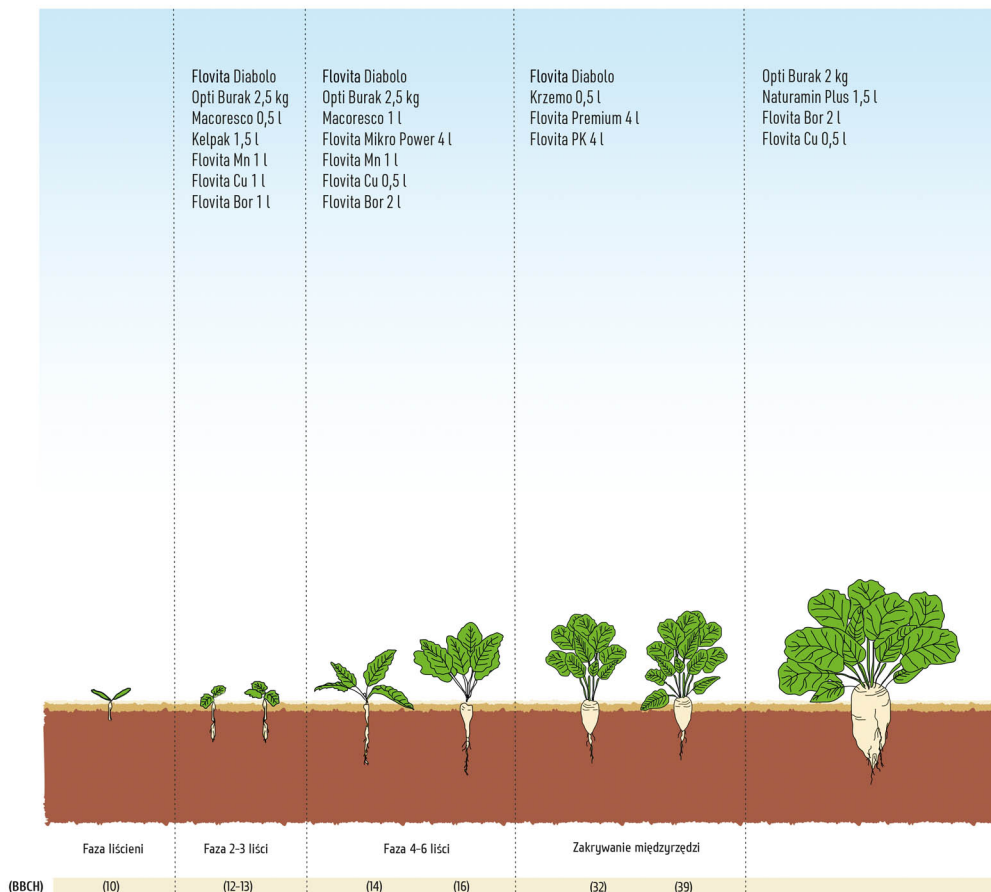 Flovita Diabolo
Opti Burak 2,5 kg
Macoresco 0,5 l
Kelpak 1,5 l
Flovita Mn 1 l
Flovita Cu 1 l
Flovita Bor 1 l
Flovita Diabolo
Opti Burak 2,5 kg
Macoresco 1 l
Flovita Mikro Power 4 l
Flovita Mn 1 l
Flovita Cu 0,5 l
Flovita Bor 2 l
Flovita Diabolo
Krzemo 0,5 l
Flovita Premium 4 l
Flovita PK 4 l
Opti Burak 2 kg
Naturamin Plus 1,5 l
Flovita Bor 2 l
Flovita Cu 0,5 l
Faza liścieni
Faza 2-3 liści
Faza 4-6 liści
Zakrywanie międzyrzędzi
(BBCH) (10) (12-13) (14) (16) (32) (39)